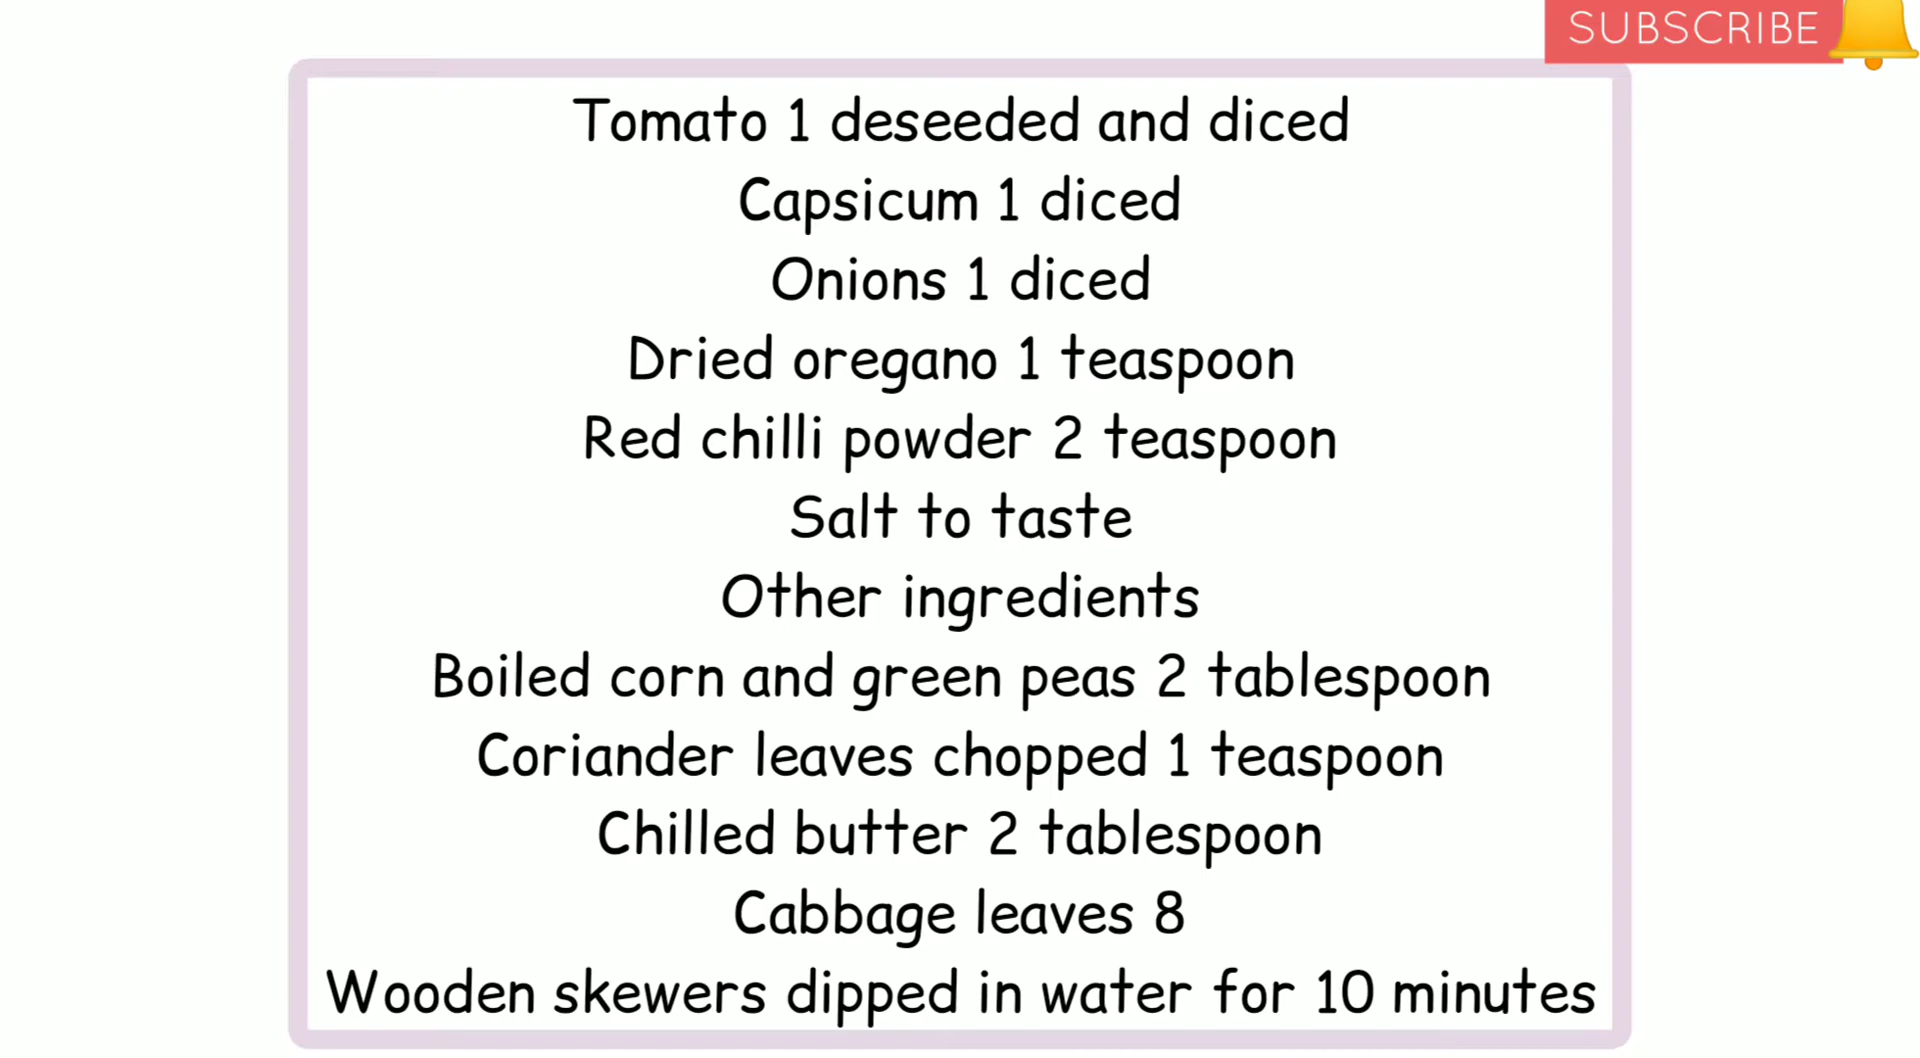 SUBSCRIBE
Tomato 1 deseeded and diced
Capsicum 1 diced
Onions 1 diced
Dried oregano 1 teaspoon
Red chilli powder 2 teaspoon
Salt to taste
Other ingredients
Boiled corn and green peas 2 tablespoon
Coriander leaves chopped 1 teaspoon
Chilled butter 2 tablespoon
Cabbage leaves 8
Wooden skewers dipped in water for 10 minutes